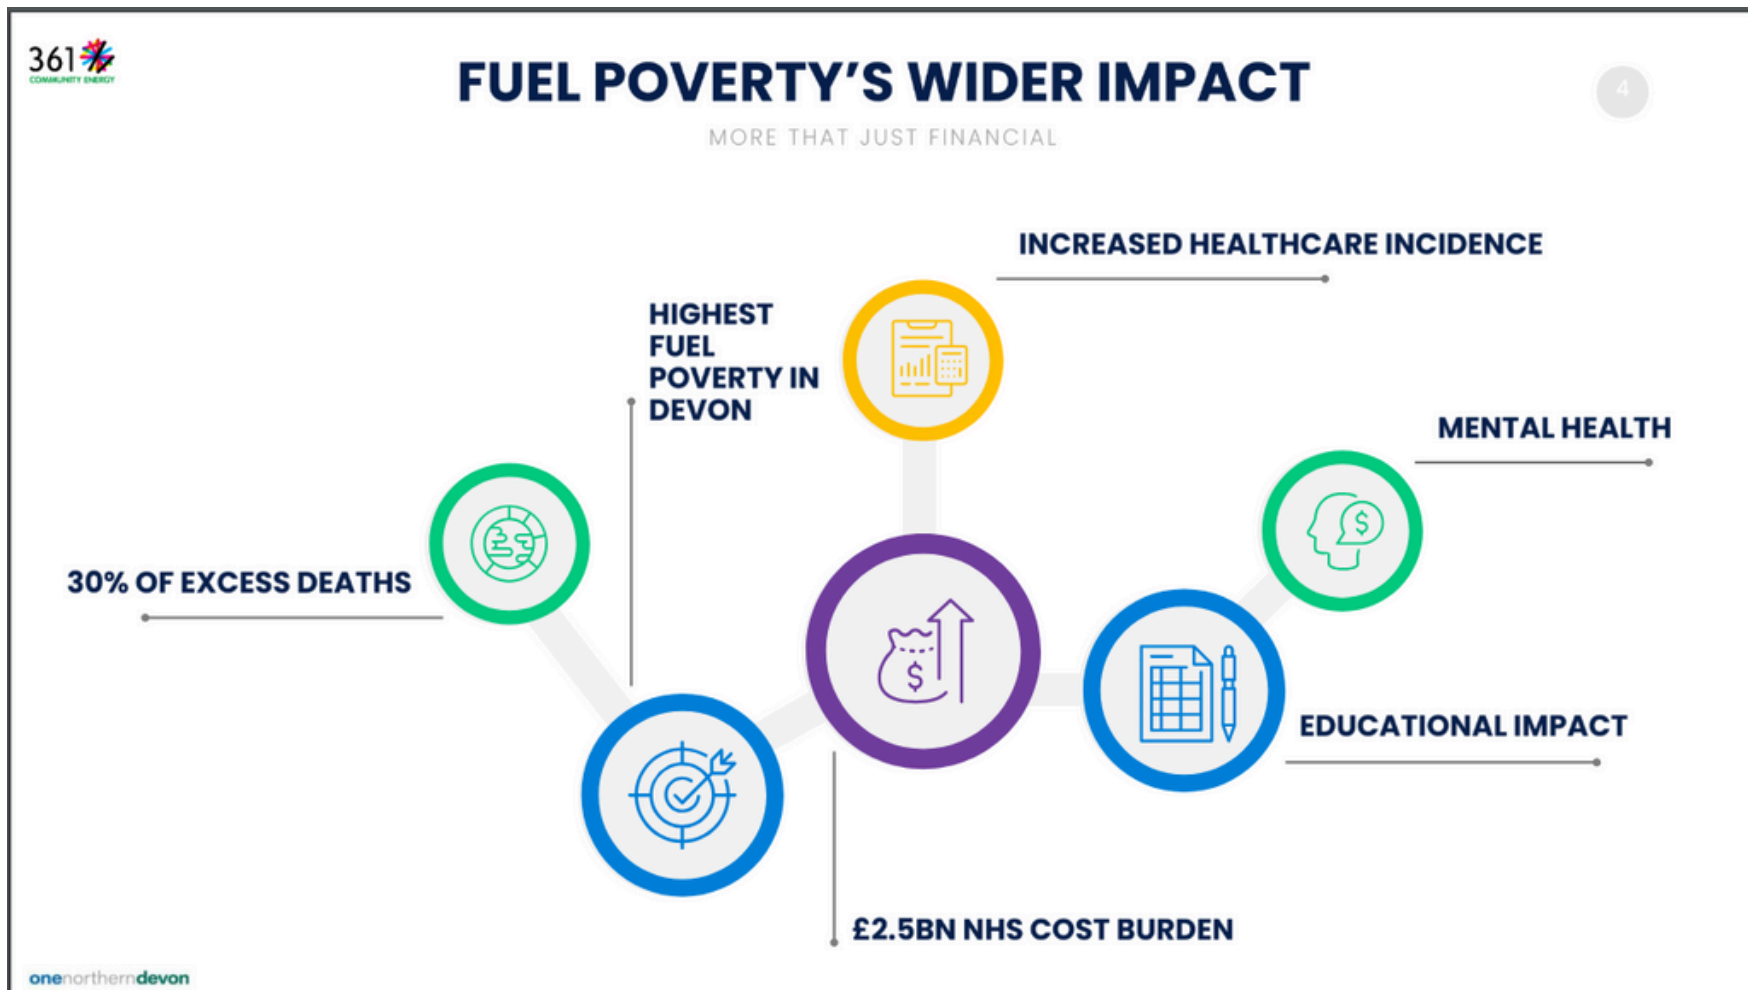 361
COMMUNITY ENERGY
FUEL POVERTY'S WIDER IMPACT
4
MORE THAT JUST FINANCIAL
INCREASED HEALTHCARE INCIDENCE
HIGHEST
FUEL
POVERTY IN
DEVON
MENTAL HEALTH
$
30% OF EXCESS DEATHS
$
EDUCATIONAL IMPACT
£2.5BN NHS COST BURDEN
onenortherndevon